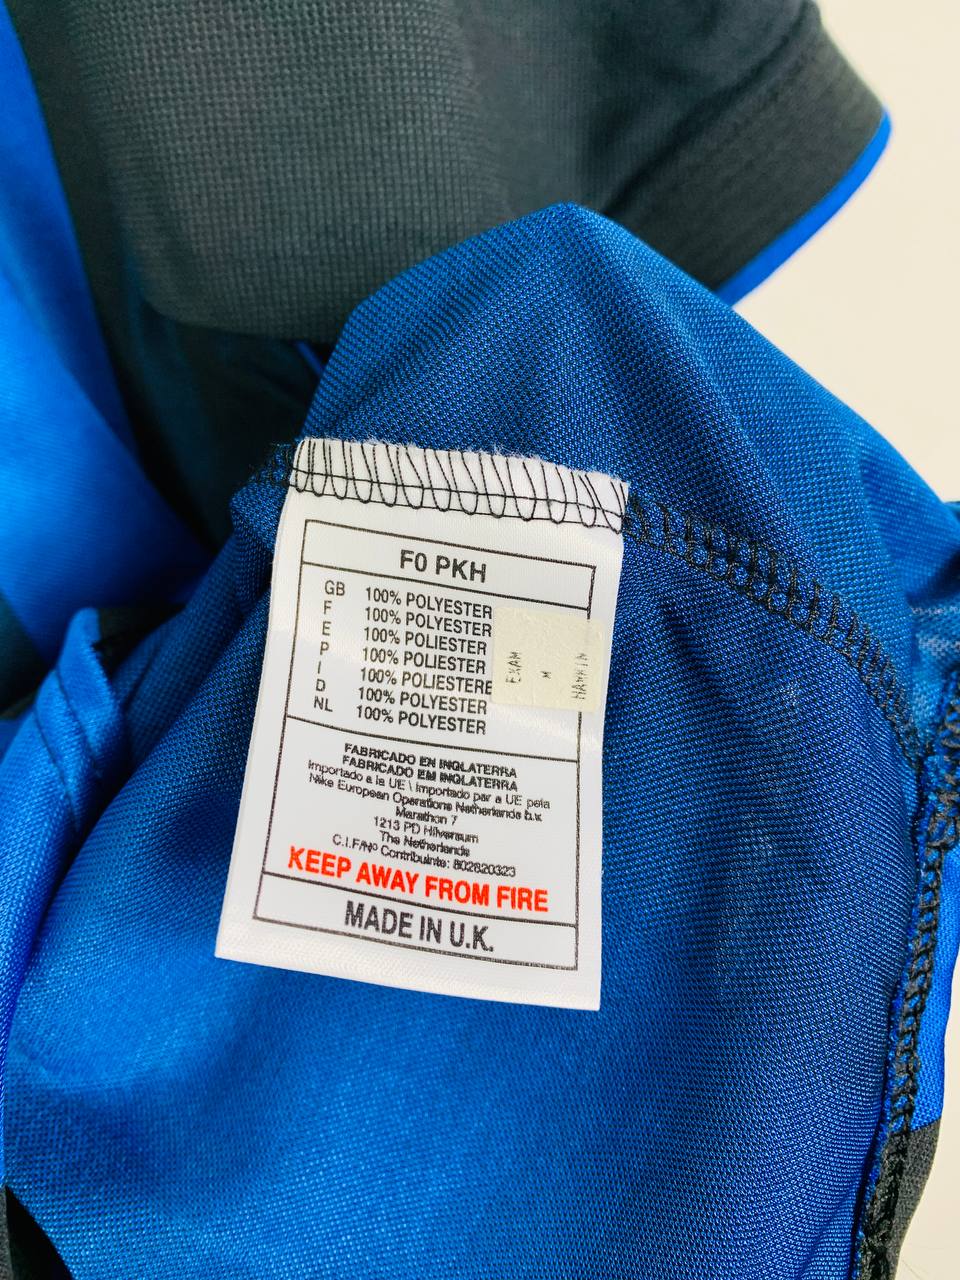 F0 PKH
GB 100% POLYESTER
F 100% POLYESTER
E 100% POLIESTER
P 100% POLIESTER
I 100% POLIESTERE
D 100% POLYESTER
NL 100% POLYESTER
EXAM
M
FABRICADO EN INGLATERRA
FABRICADO EM INGLATERRA
Importado a la UE \ Importado par a UE pela
Nike European Operations Netherlands b.v.
Marathon 7
1213 PD Hilversum
The Netherlands
C.I.F/Nº Contribuinte: 802620323
KEEP AWAY FROM FIRE
MADE IN U.K.